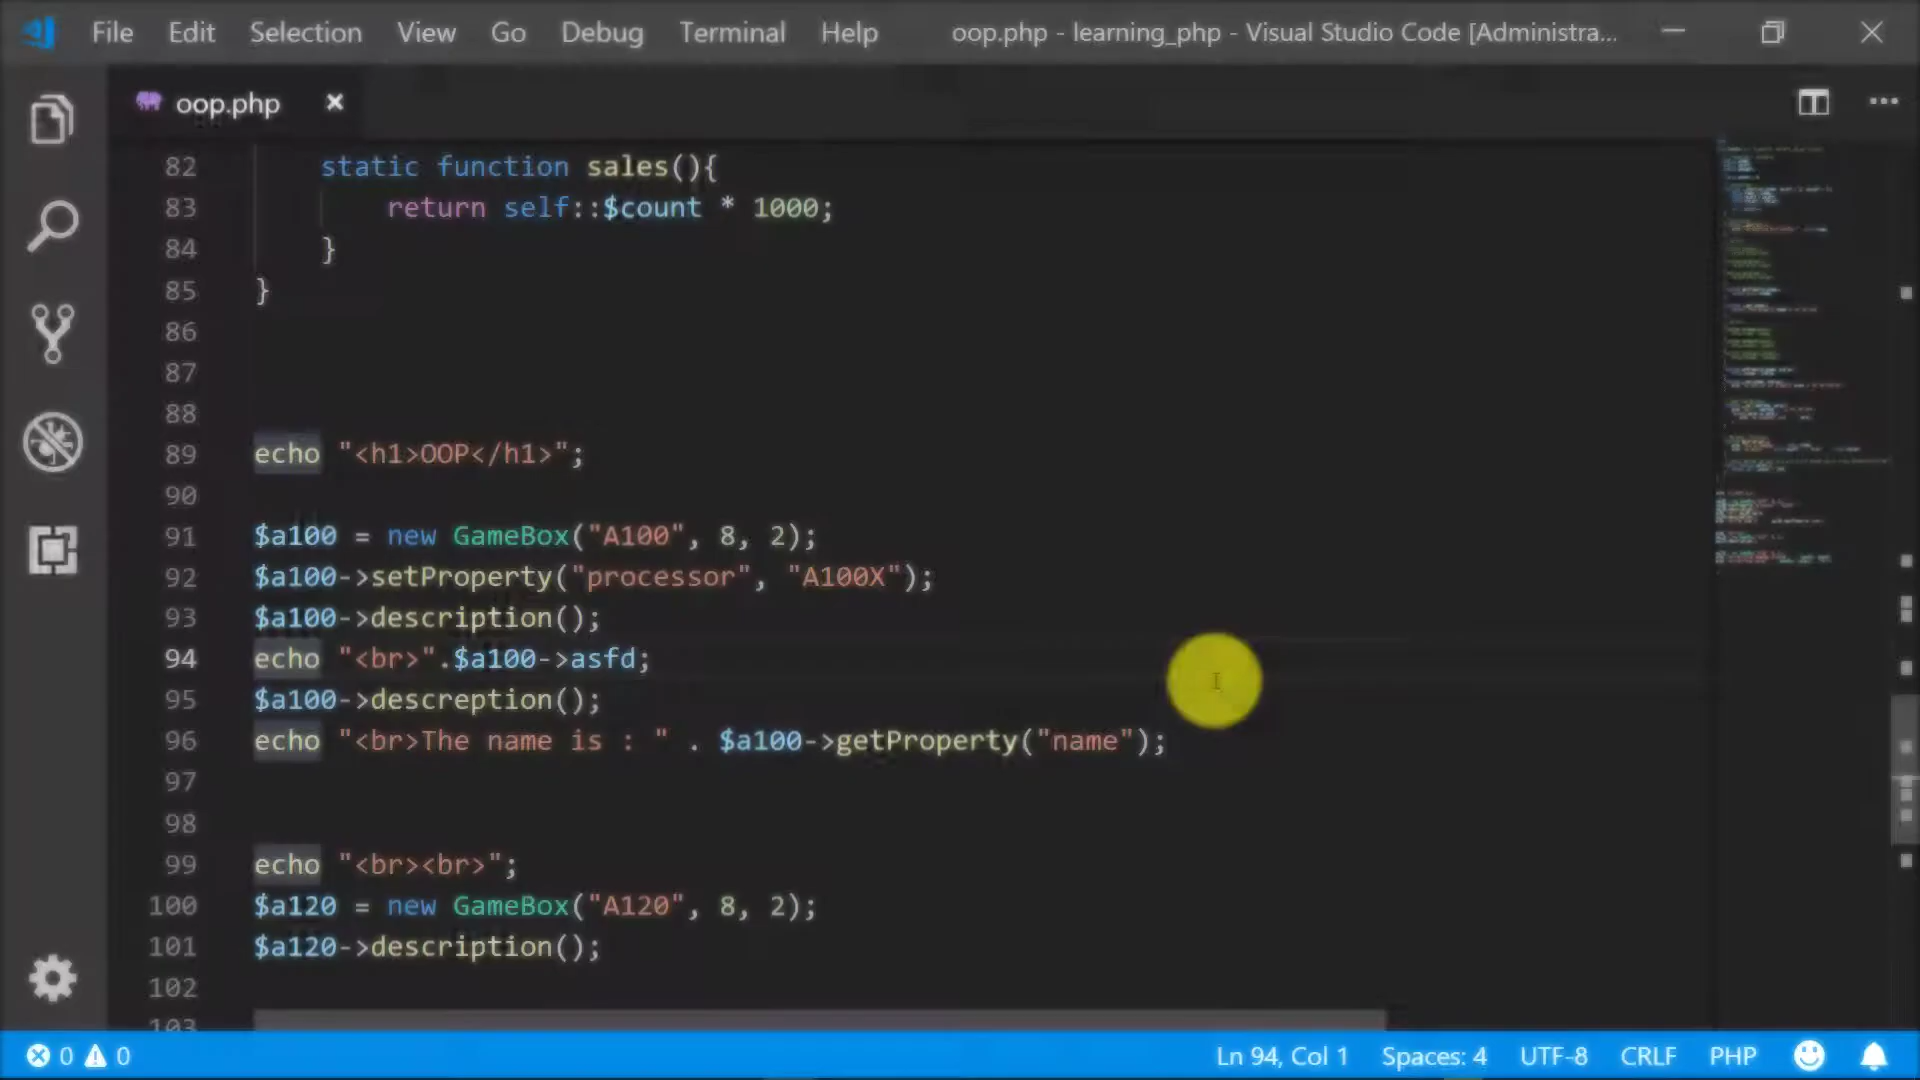 File Edit Selection View Go Debug Terminal Help oop.php - learning_php - Visual Studio Code [Administra...
oop.php
82 static function sales(){
83 return self::$count * 1000;
84 }
85 }
86
87
88
89 echo "<h1>OOP</h1>";
90
91 $a100 = new GameBox("A100", 8, 2);
92 $a100->setProperty("processor", "A100X");
93 $a100->description();
94 echo "<br>".$a100->asfd;
95 $a100->descreption();
96 echo "<br>The name is : " . $a100->getProperty("name");
97
98
99 echo "<br><br>";
100 $a120 = new GameBox("A120", 8, 2);
101 $a120->description();
102
103
0 0 Ln 94, Col 1 Spaces: 4 UTF-8 CRLF PHP